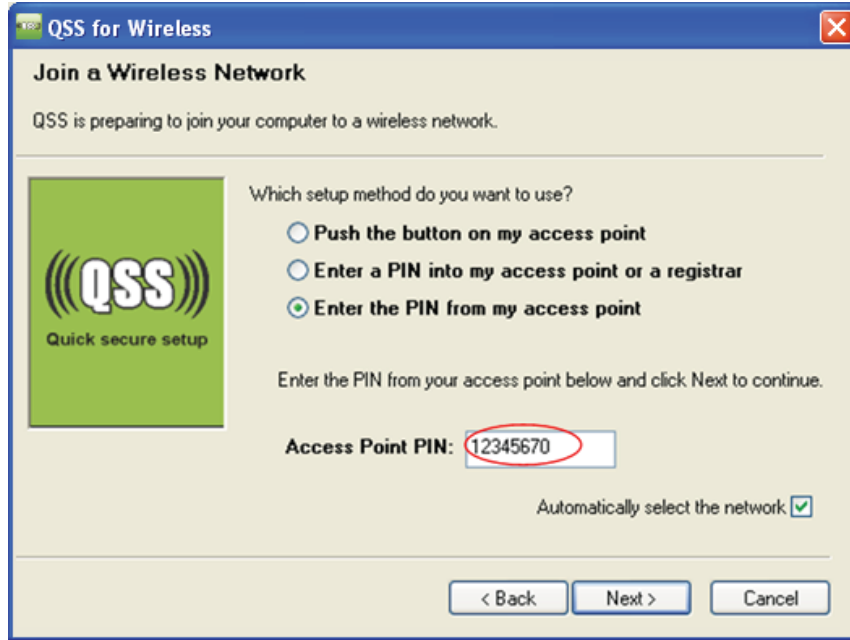 QSS for Wireless
Join a Wireless Network
QSS is preparing to join your computer to a wireless network.
Which setup method do you want to use?
Push the button on my access point
Enter a PIN into my access point or a registrar
Enter the PIN from my access point
(((QSS)))
Quick secure setup
Enter the PIN from your access point below and click Next to continue.
Access Point PIN: 12345670
Automatically select the network
< Back Next > Cancel